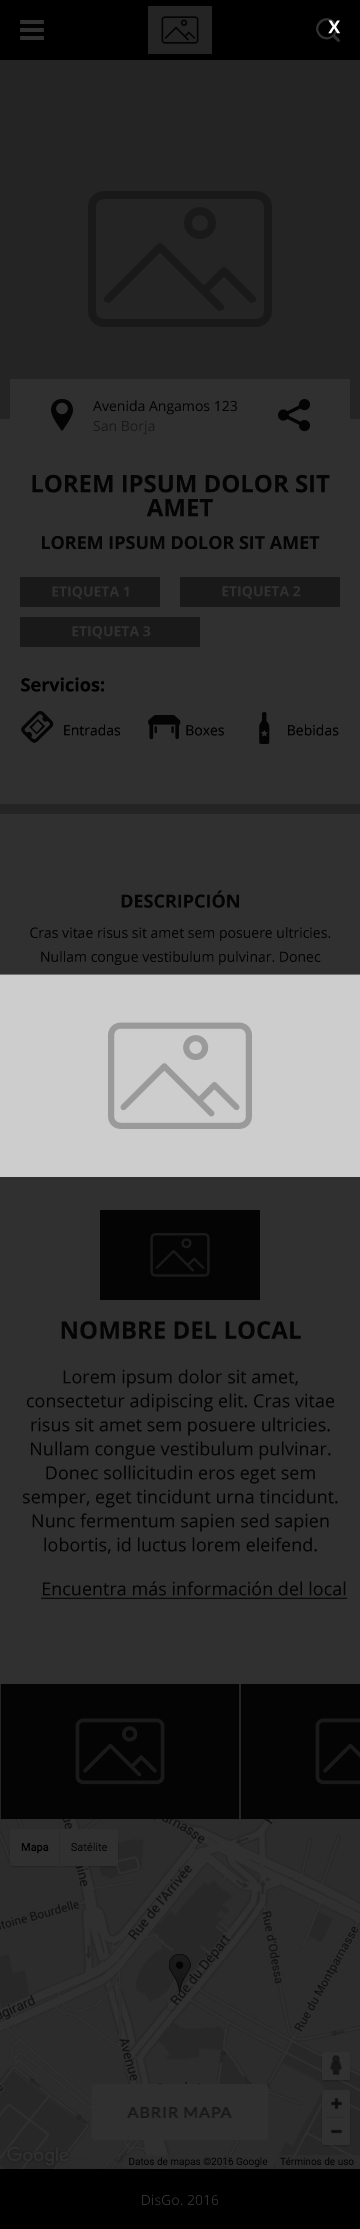 X
Avenida Angamos 123
San Borja
LOREM IPSUM DOLOR SIT
AMET
LOREM IPSUM DOLOR SIT AMET
ETIQUETA 1 ETIQUETA 2
ETIQUETA 3
Servicios:
Entradas Boxes Bebidas
DESCRIPCIÓN
Cras vitae risus sit amet sem posuere ultricies.
Nullam congue vestibulum pulvinar. Donec
NOMBRE DEL LOCAL
Lorem ipsum dolor sit amet,
consectetur adipiscing elit. Cras vitae
risus sit amet sem posuere ultricies.
Nullam congue vestibulum pulvinar.
Donec sollicitudin eros eget sem
semper, eget tincidunt urna tincidunt.
Nunc fermentum sapien sed sapien
lobortis, id luctus lorem eleifend.
Encuentra más información del local
Mapa Satélite
toine Bourdelle
Rue de l'Arrivée
Rue du Départ
Rue d'Odessa
Rue du Montparnasse
Avenue
ABRIR MAPA
Google
Datos de mapas ©2016 Google Términos de uso
DisGo. 2016